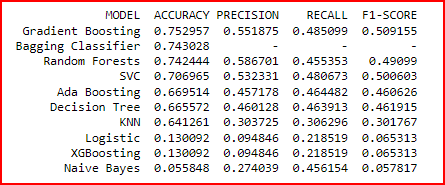 MODEL ACCURACY PRECISION RECALL F1-SCORE
Gradient Boosting 0.752957 0.551875 0.485099 0.509155
Bagging Classifier 0.743028 - - -
Random Forests 0.742444 0.586701 0.455353 0.49099
SVC 0.706965 0.532331 0.480673 0.500603
Ada Boosting 0.669514 0.457178 0.464482 0.460626
Decision Tree 0.665572 0.460128 0.463913 0.461915
KNN 0.641261 0.303725 0.306296 0.301767
Logistic 0.130092 0.094846 0.218519 0.065313
XGBoosting 0.130092 0.094846 0.218519 0.065313
Naive Bayes 0.055848 0.274039 0.456154 0.057817